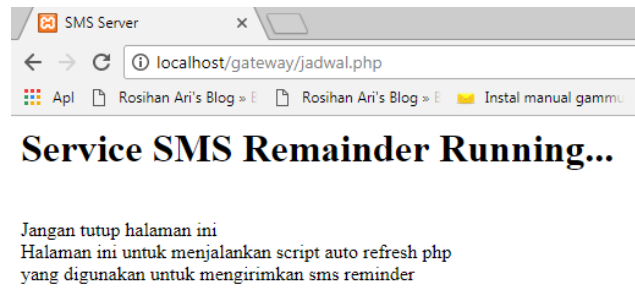 SMS Server
localhost/gateway/jadwal.php
Apl Rosihan Ari's Blog » Rosihan Ari's Blog » Instal manual gammu
Service SMS Remainder Running...
Jangan tutup halaman ini
Halaman ini untuk menjalankan script auto refresh php
yang digunakan untuk mengirimkan sms reminder